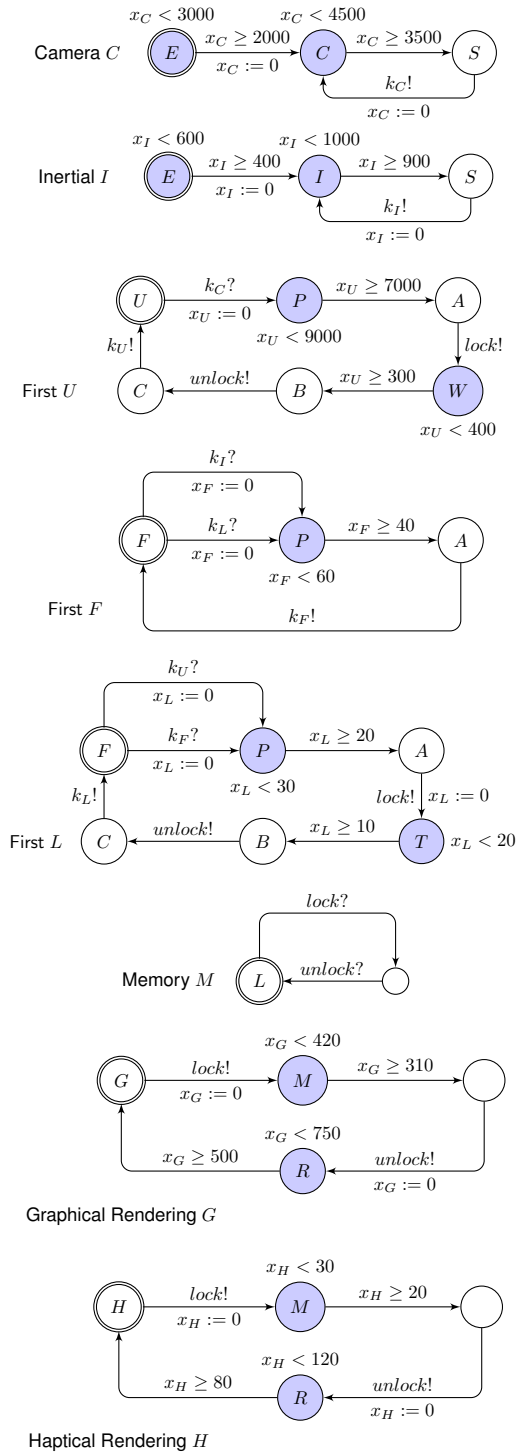 x_C < 3000 x_C < 4500
Camera C E x_C ≥ 2000 C x_C ≥ 3500 S
x_C := 0 k_C!
x_C := 0
x_I < 600 x_I < 1000
Inertial I E x_I ≥ 400 I x_I ≥ 900 S
x_I := 0 k_I!
x_I := 0
U k_C? P x_U ≥ 7000 A
x_U := 0
x_U < 9000
k_U! lock!
First U C unlock! B x_U ≥ 300 W
x_U < 400
k_I?
x_F := 0
F k_L? P x_F ≥ 40 A
x_F := 0
x_F < 60
First F
k_F!
k_U?
x_L := 0
F k_F? P x_L ≥ 20 A
x_L := 0
x_L < 30
k_L! lock! x_L := 0
First L C unlock! B x_L ≥ 10 T x_L < 20
lock?
Memory M L unlock?
x_G < 420
G lock! M x_G ≥ 310
x_G := 0
x_G < 750
x_G ≥ 500 R unlock!
x_G := 0
Graphical Rendering G
x_H < 30
H lock! M x_H ≥ 20
x_H := 0
x_H < 120
x_H ≥ 80 R unlock!
x_H := 0
Haptical Rendering H